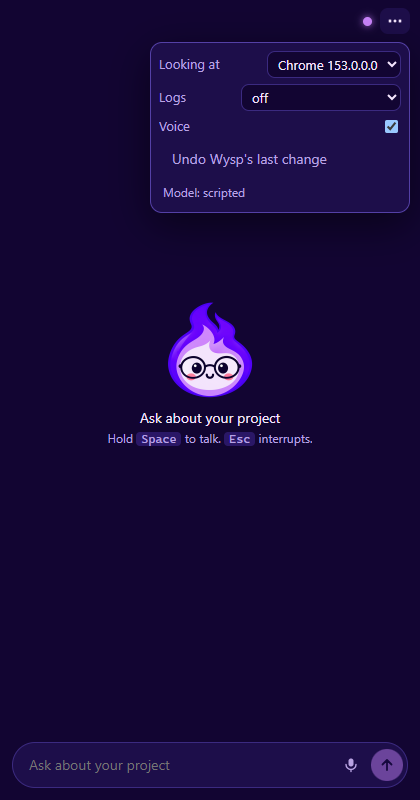 Looking at
Chrome 153.0.0.0
Logs
off
Voice
Undo Wysp's last change
Model: scripted
Ask about your project
Hold Space to talk. Esc interrupts.
Ask about your project